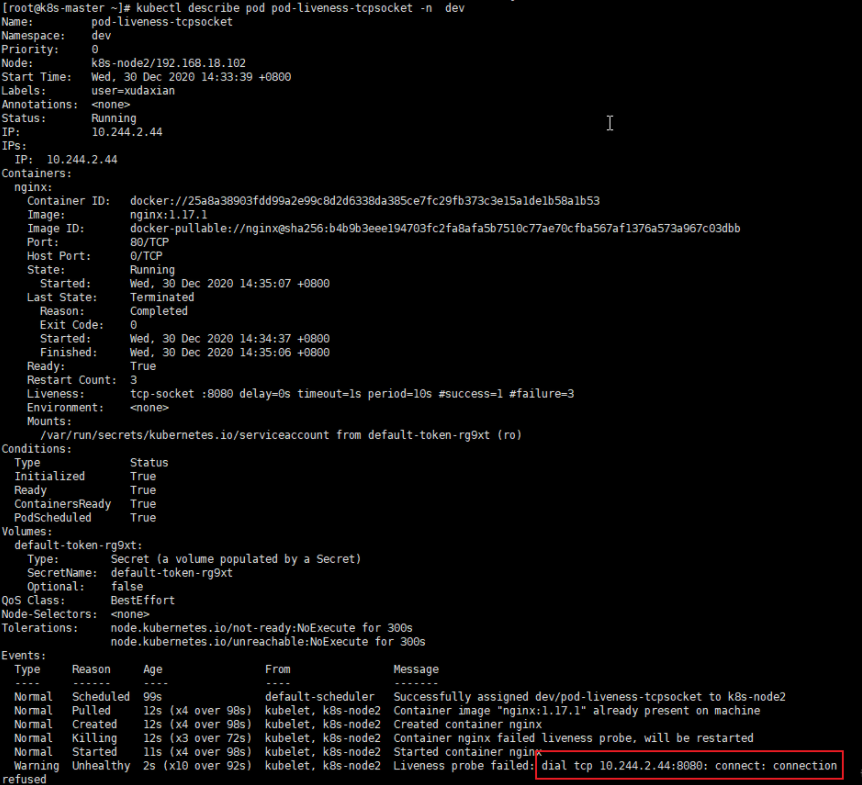 [root@k8s-master ~]# kubectl describe pod pod-liveness-tcpsocket -n  dev
Name:         pod-liveness-tcpsocket
Namespace:    dev
Priority:     0
Node:         k8s-node2/192.168.18.102
Start Time:   Wed, 30 Dec 2020 14:33:39 +0800
Labels:       user=xudaxian
Annotations:  <none>
Status:       Running
IP:           10.244.2.44
IPs:
  IP:  10.244.2.44
Containers:
  nginx:
    Container ID:   docker://25a8a38903fdd99a2e99c8d2d6338da385ce7fc29fb373c3e15a1de1b58a1b53
    Image:          nginx:1.17.1
    Image ID:       docker-pullable://nginx@sha256:b4b9b3eee194703fc2fa8afa5b7510c77ae70cfba567af1376a573a967c03dbb
    Port:           80/TCP
    Host Port:      0/TCP
    State:          Running
      Started:      Wed, 30 Dec 2020 14:35:07 +0800
    Last State:     Terminated
      Reason:       Completed
      Exit Code:    0
      Started:      Wed, 30 Dec 2020 14:34:37 +0800
      Finished:     Wed, 30 Dec 2020 14:35:06 +0800
    Ready:          True
    Restart Count:  3
    Liveness:       tcp-socket :8080 delay=0s timeout=1s period=10s #success=1 #failure=3
    Environment:    <none>
    Mounts:
      /var/run/secrets/kubernetes.io/serviceaccount from default-token-rg9xt (ro)
Conditions:
  Type              Status
  Initialized       True
  Ready             True
  ContainersReady   True
  PodScheduled      True
Volumes:
  default-token-rg9xt:
    Type:        Secret (a volume populated by a Secret)
    SecretName:  default-token-rg9xt
    Optional:    false
QoS Class:       BestEffort
Node-Selectors:  <none>
Tolerations:     node.kubernetes.io/not-ready:NoExecute for 300s
                 node.kubernetes.io/unreachable:NoExecute for 300s
Events:
  Type     Reason     Age                From                Message
  ----     ------     ----               ----                -------
  Normal   Scheduled  99s                default-scheduler   Successfully assigned dev/pod-liveness-tcpsocket to k8s-node2
  Normal   Pulled     12s (x4 over 98s)  kubelet, k8s-node2  Container image "nginx:1.17.1" already present on machine
  Normal   Created    12s (x4 over 98s)  kubelet, k8s-node2  Created container nginx
  Normal   Killing    12s (x3 over 72s)  kubelet, k8s-node2  Container nginx failed liveness probe, will be restarted
  Normal   Started    11s (x4 over 98s)  kubelet, k8s-node2  Started container nginx
  Warning  Unhealthy  2s (x10 over 92s)  kubelet, k8s-node2  Liveness probe failed: dial tcp 10.244.2.44:8080: connect: connection
refused